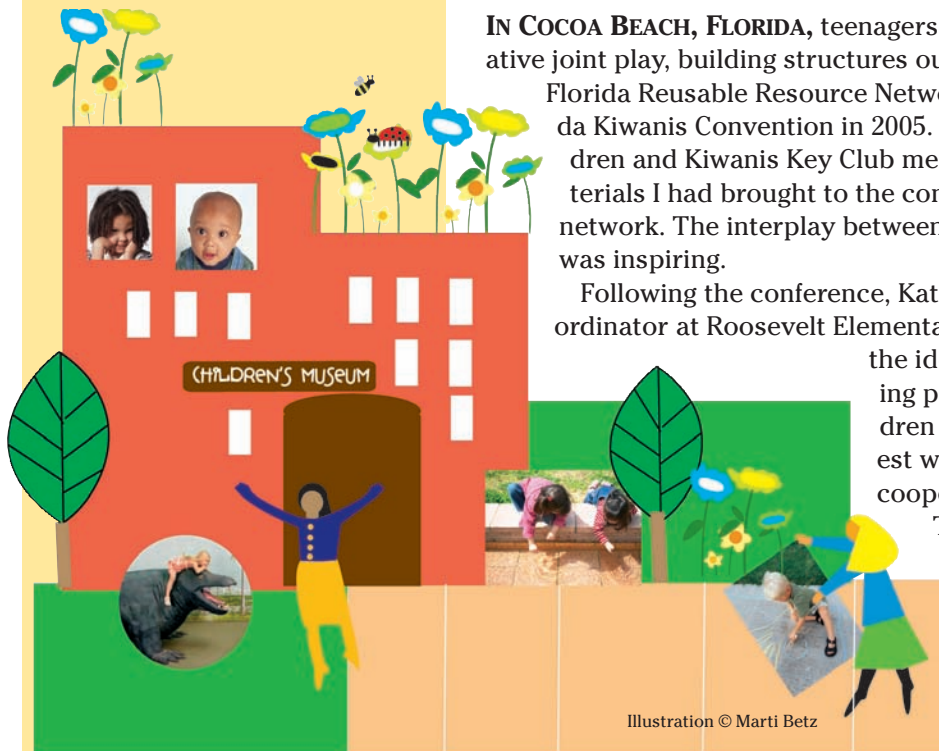 IN COCOA BEACH, FLORIDA, teenagers
ative joint play, building structures ou
Florida Reusable Resource Netwo
da Kiwanis Convention in 2005.
dren and Kiwanis Key Club me
terials I had brought to the con
network. The interplay between
was inspiring.
Following the conference, Kat
ordinator at Roosevelt Elementa
the id
ing p
dren
est w
coope
T
CHiLDReN'S MUSeUM
Illustration © Marti Betz